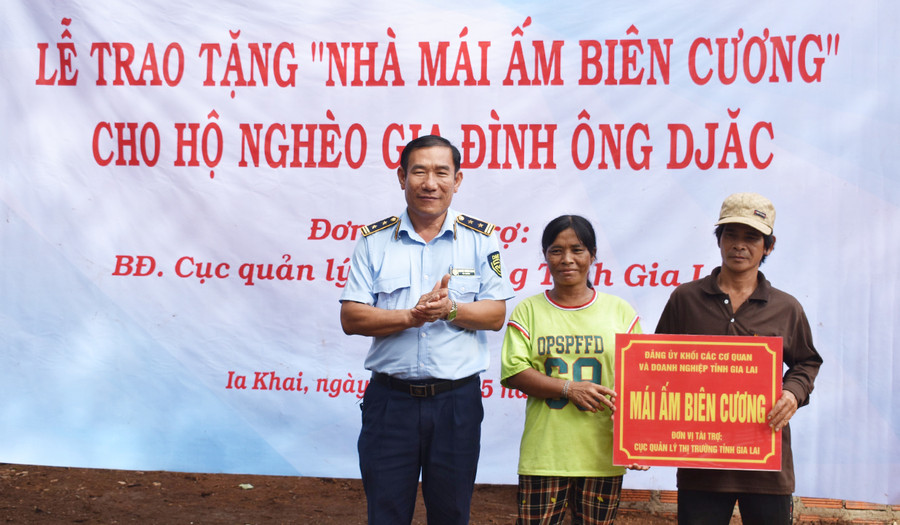 LỄ TRAO TẶNG "NHÀ MÁI ẤM BIÊN CƯƠNG"
CHO HỘ NGHÈO GIA ĐÌNH ÔNG DJĂC
Đơn
BĐ. Cục quản lý Gia
Ia Khai, ngày 5
OPSPFFD
ĐẢNG ỦY KHỐI CÁC CƠ QUAN
VÀ DOANH NGHIỆP TỈNH GIA LAI
MÁI ẤM BIÊN CƯƠNG
ĐƠN VỊ TÀI TRỢ:
CỤC QUẢN LÝ THỊ TRƯỜNG TỈNH GIA LAI